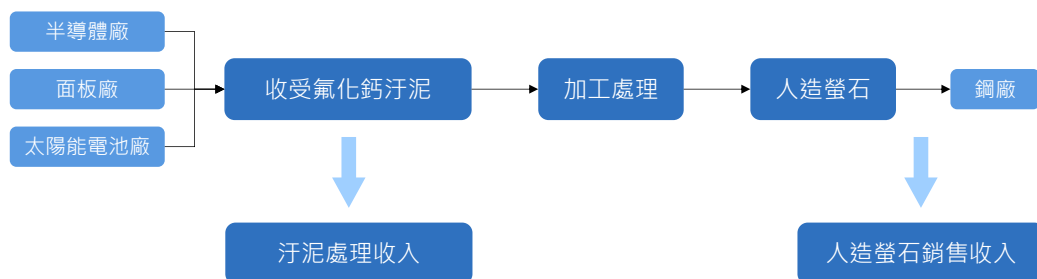 半導體廠
面板廠
太陽能電池廠
收受氟化鈣汙泥
加工處理
人造螢石
鋼廠
汙泥處理收入
人造螢石銷售收入